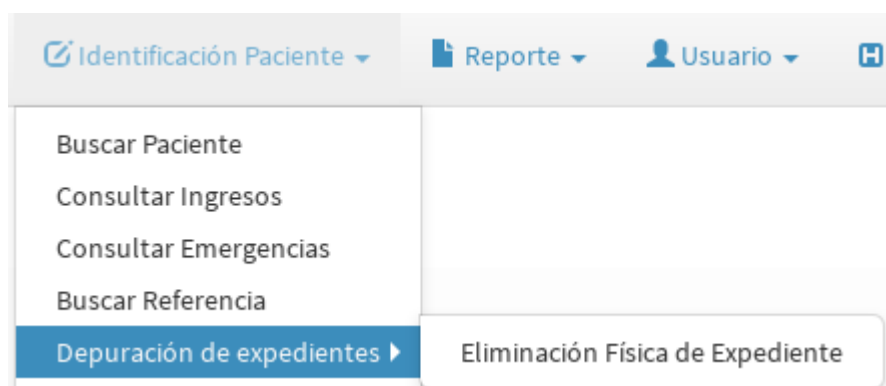 Identificación Paciente Reporte Usuario H
Buscar Paciente
Consultar Ingresos
Consultar Emergencias
Buscar Referencia
Depuración de expedientes Eliminación Física de Expediente